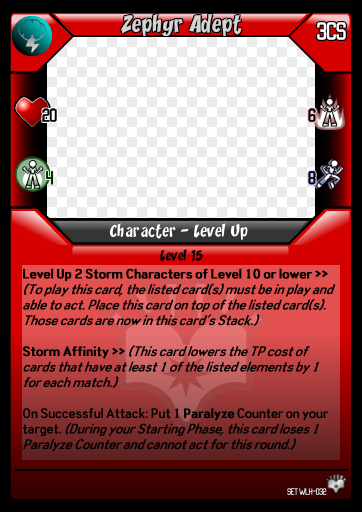 Zephyr Adept
3CS
20
6
4
8
Character - Level Up
Level 15
Level Up 2 Storm Characters of Level 10 or lower >>
(To play this card, the listed card(s) must be in play and
able to act. Place this card on top of the listed card(s).
Those cards are now in this card's Stack.)
Storm Affinity >> (This card lowers the TP cost of
cards that have at least 1 of the listed elements by 1
for each match.)
On Successful Attack: Put 1 Paralyze Counter on your
target. (During your Starting Phase, this card loses 1
Paralyze Counter and cannot act for this round.)
SET WLH-032